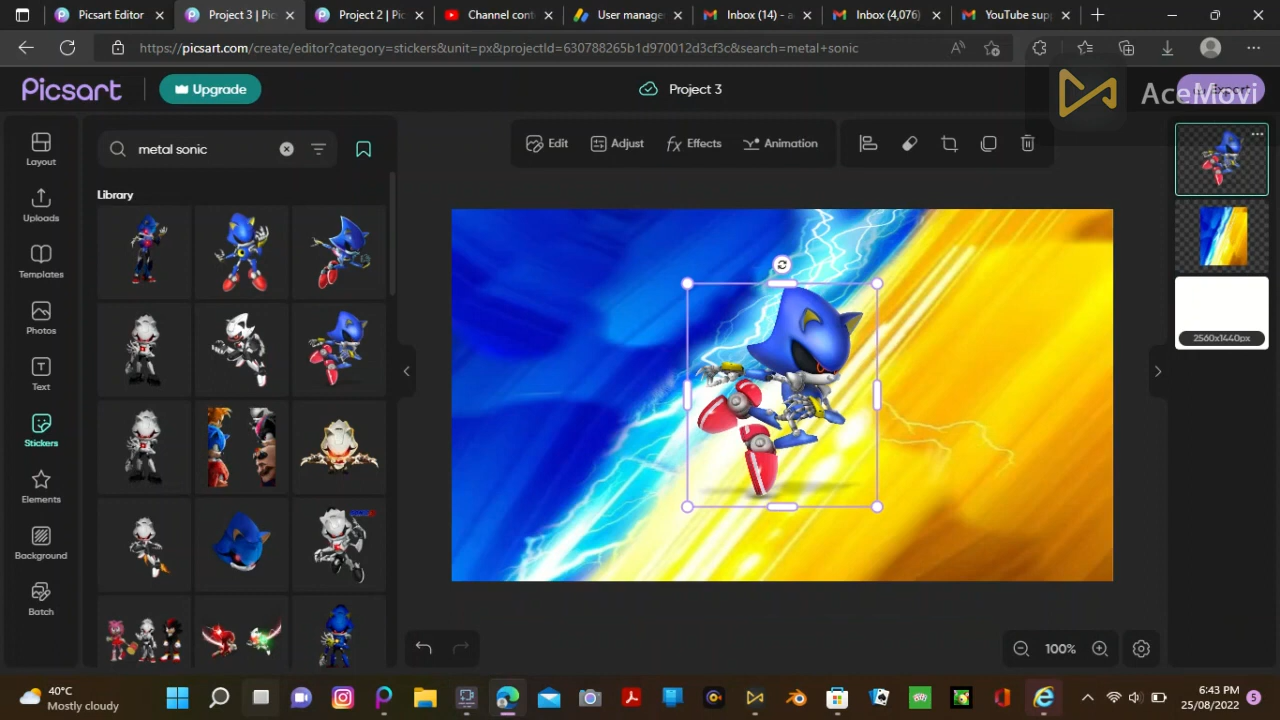 Picsart Editor
Project 3 | Pic
Project 2 | Pic
Channel cont
User manage
Inbox (14) - a
Inbox (4,076)
YouTube supp
https://picsart.com/create/editor?category=stickers&unit=px&projectId=630788265b1d970012d3cf3c&search=metal+sonic
Picsart
Upgrade
Project 3
AceMovi
Layout
Uploads
Templates
Photos
Text
Stickers
Elements
Background
Batch
metal sonic
Library
Edit
Adjust
Effects
Animation
2560x1440px
100%
40°C
Mostly cloudy
6:43 PM
25/08/2022
5